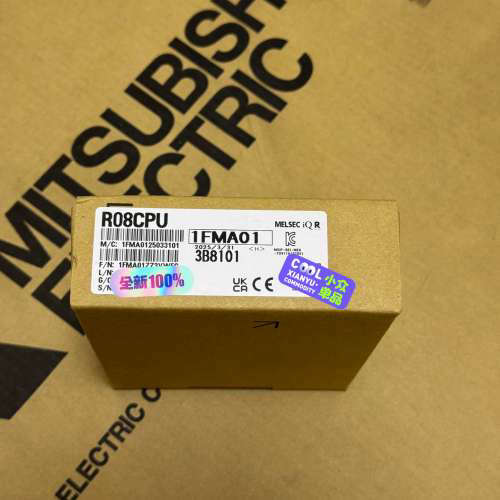 MITSUBISHI
ELECTRIC
R08CPU
M/C: 1FMA0125033101
1FMA01
2025/3/31 <H>
3B8101
MELSEC iQ R
F/N:
L/N:
G/C
S/N
UK
CA
CE
全新100%
COOL 小众
XIANYU· 单品
COMMODITY
ELECTRIC